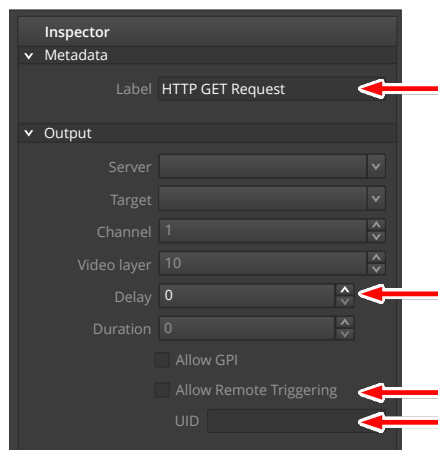 Inspector
Metadata
Label HTTP GET Request
Output
Server
Target
Channel 1
Video layer 10
Delay 0
Duration 0
Allow GPI
Allow Remote Triggering
UID